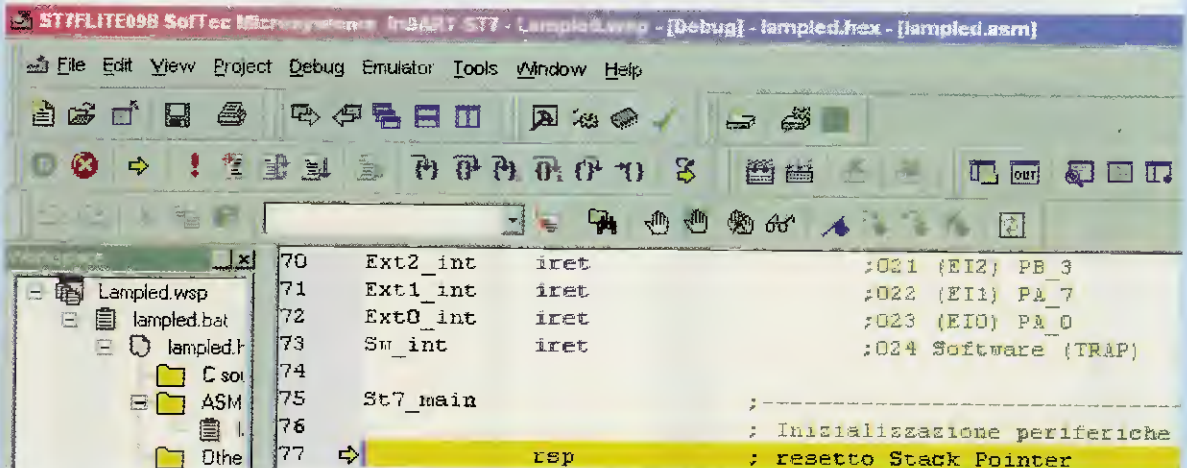 ST7FLITE09B SofTec Microsystems inDART-ST7 - Lampled.wsp - [Debug] - lampled.hex - [lampled.asm]
File Edit View Project Debug Emulator Tools Window Help
OUT
Lampled.wsp
lampled.bat
lampled.h
C sou
ASM
Othe
70 Ext2_int iret ;021 (EI2) PB_3
71 Ext1_int iret ;022 (EI1) PA_7
72 Ext0_int iret ;023 (EI0) PA_0
73 Sw_int iret ;024 Software (TRAP)
74
75 St7_main ;-----------------------------------
76 ; Inizializzazione periferiche
77 rsp ; resetto Stack Pointer